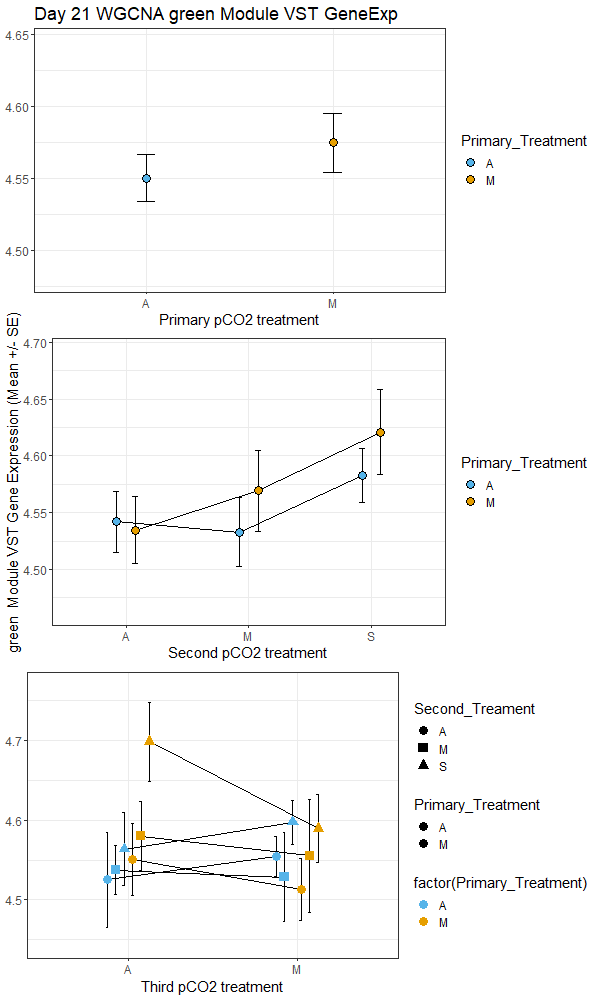 Day 21 WGCNA green Module VST GeneExp
4.65
4.60
4.55
4.50
A M
Primary pCO2 treatment
Primary_Treatment
A
M
green  Module VST Gene Expression (Mean +/- SE)
4.70
4.65
4.60
4.55
4.50
A M S
Second pCO2 treatment
Primary_Treatment
A
M
4.7
4.6
4.5
A M
Third pCO2 treatment
Second_Treament
A
M
S
Primary_Treatment
A
M
factor(Primary_Treatment)
A
M